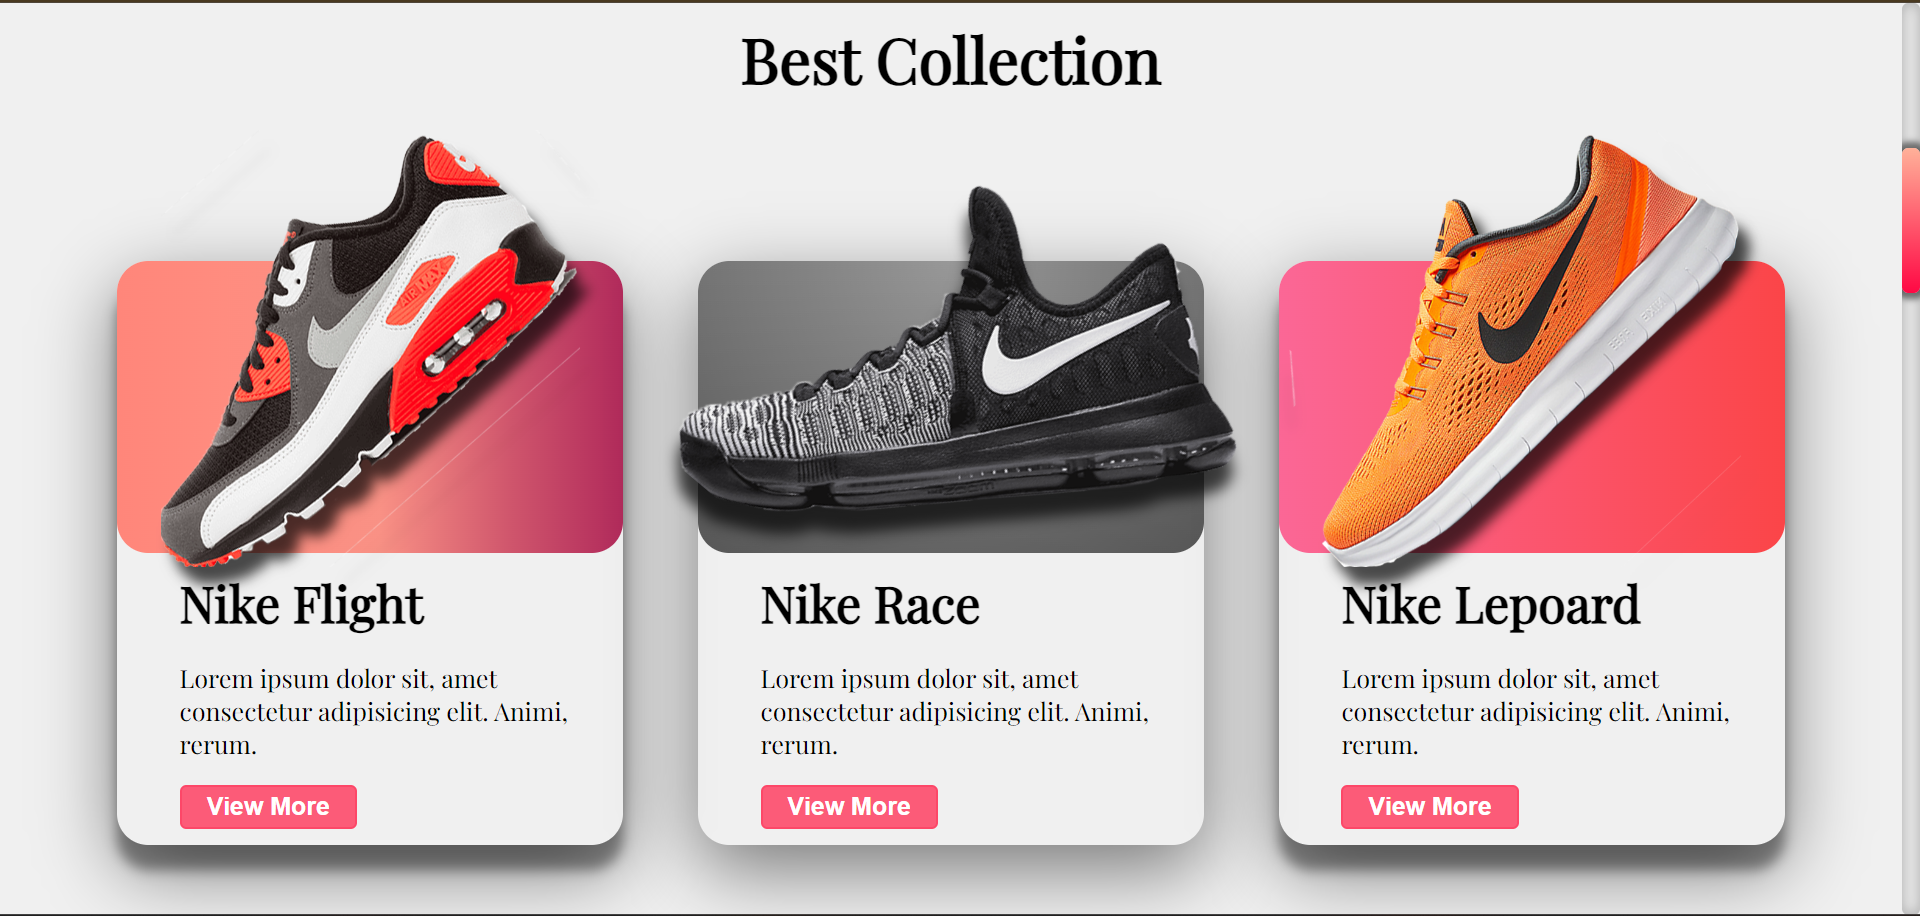 Best Collection
AIR MAX
Nike Flight
Lorem ipsum dolor sit, amet
consectetur adipisicing elit. Animi,
rerum.
View More
Nike Race
Lorem ipsum dolor sit, amet
consectetur adipisicing elit. Animi,
rerum.
View More
Nike Lepoard
Lorem ipsum dolor sit, amet
consectetur adipisicing elit. Animi,
rerum.
View More